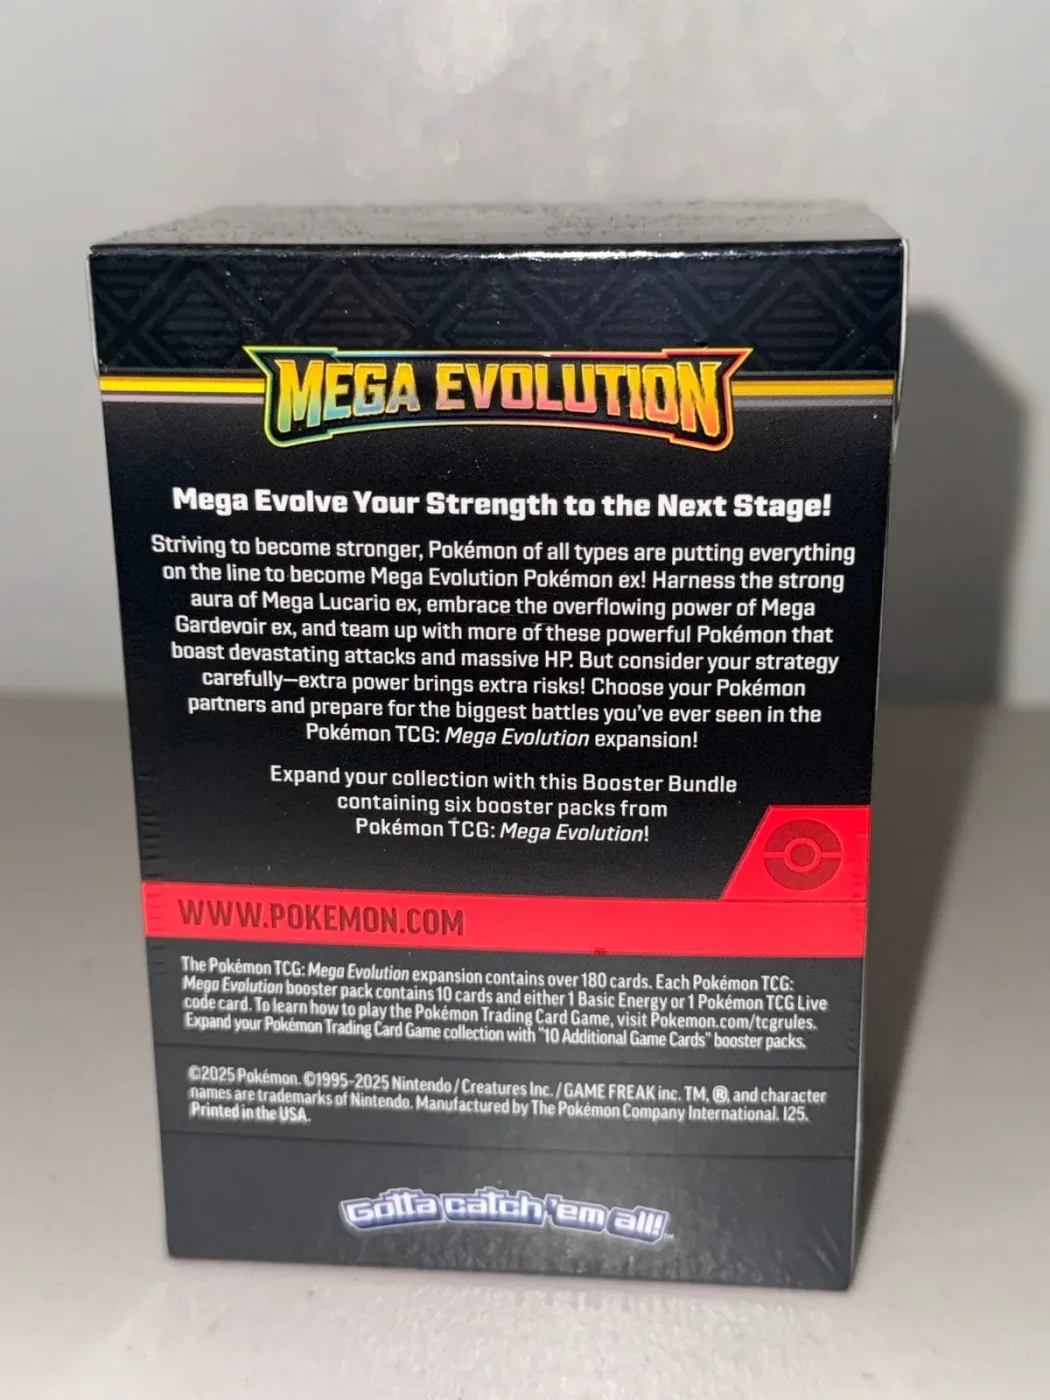 MEGA EVOLUTION
Mega Evolve Your Strength to the Next Stage!
Striving to become stronger, Pokémon of all types are putting everything
on the line to become Mega Evolution Pokémon ex! Harness the strong
aura of Mega Lucario ex, embrace the overflowing power of Mega
Gardevoir ex, and team up with more of these powerful Pokémon that
boast devastating attacks and massive HP. But consider your strategy
carefully—extra power brings extra risks! Choose your Pokémon
partners and prepare for the biggest battles you've ever seen in the
Pokémon TCG: Mega Evolution expansion!
Expand your collection with this Booster Bundle
containing six booster packs from
Pokémon TCG: Mega Evolution!
WWW.POKEMON.COM
The Pokémon TCG: Mega Evolution expansion contains over 180 cards. Each Pokémon TCG:
Mega Evolution booster pack contains 10 cards and either 1 Basic Energy or 1 Pokémon TCG Live
code card. To learn how to play the Pokémon Trading Card Game, visit Pokemon.com/tcgrules.
Expand your Pokémon Trading Card Game collection with "10 Additional Game Cards" booster packs.
©2025 Pokémon. ©1995–2025 Nintendo / Creatures Inc. / GAME FREAK inc. TM, ®, and character
names are trademarks of Nintendo. Manufactured by The Pokémon Company International. I25.
Printed in the USA.
Gotta catch 'em all!™